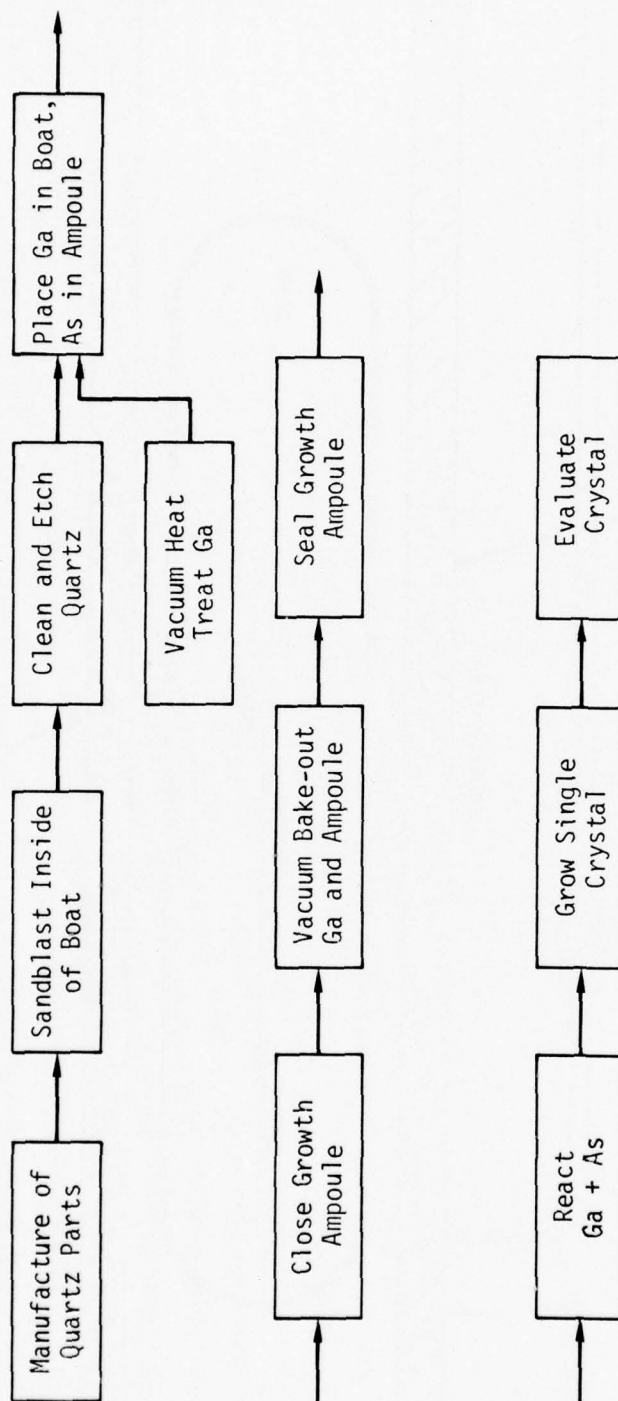 Manufacture of
Quartz Parts
Sandblast Inside
of Boat
Clean and Etch
Quartz
Place Ga in Boat,
As in Ampoule
Vacuum Heat
Treat Ga
Close Growth
Ampoule
Vacuum Bake-out
Ga and Ampoule
Seal Growth
Ampoule
React
Ga + As
Grow Single
Crystal
Evaluate
Crystal